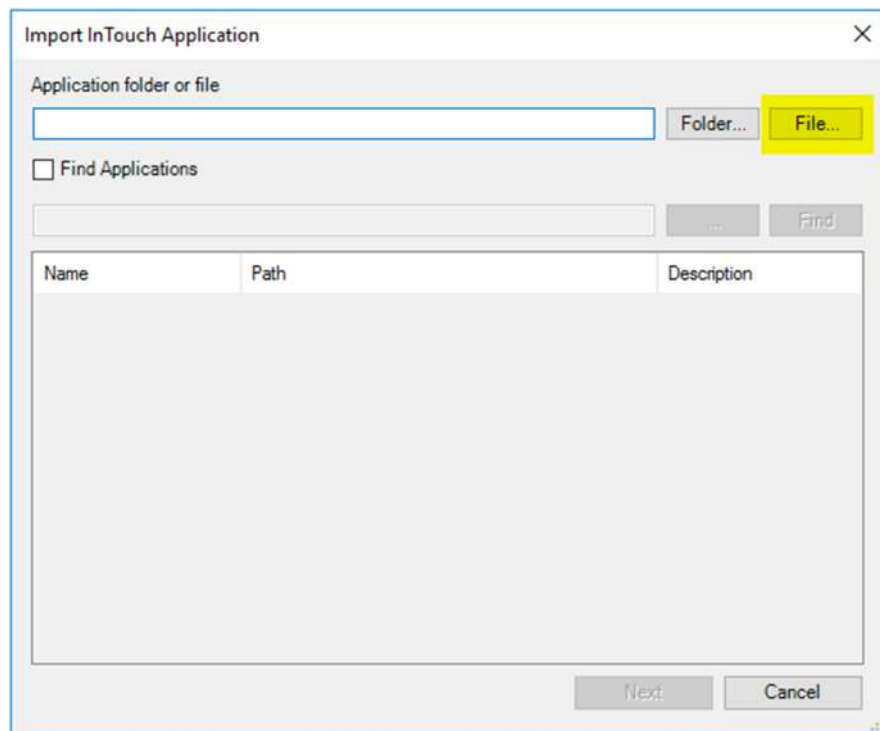 Import InTouch Application
Application folder or file
Folder... File...
Find Applications
... Find
Name Path Description
Next Cancel